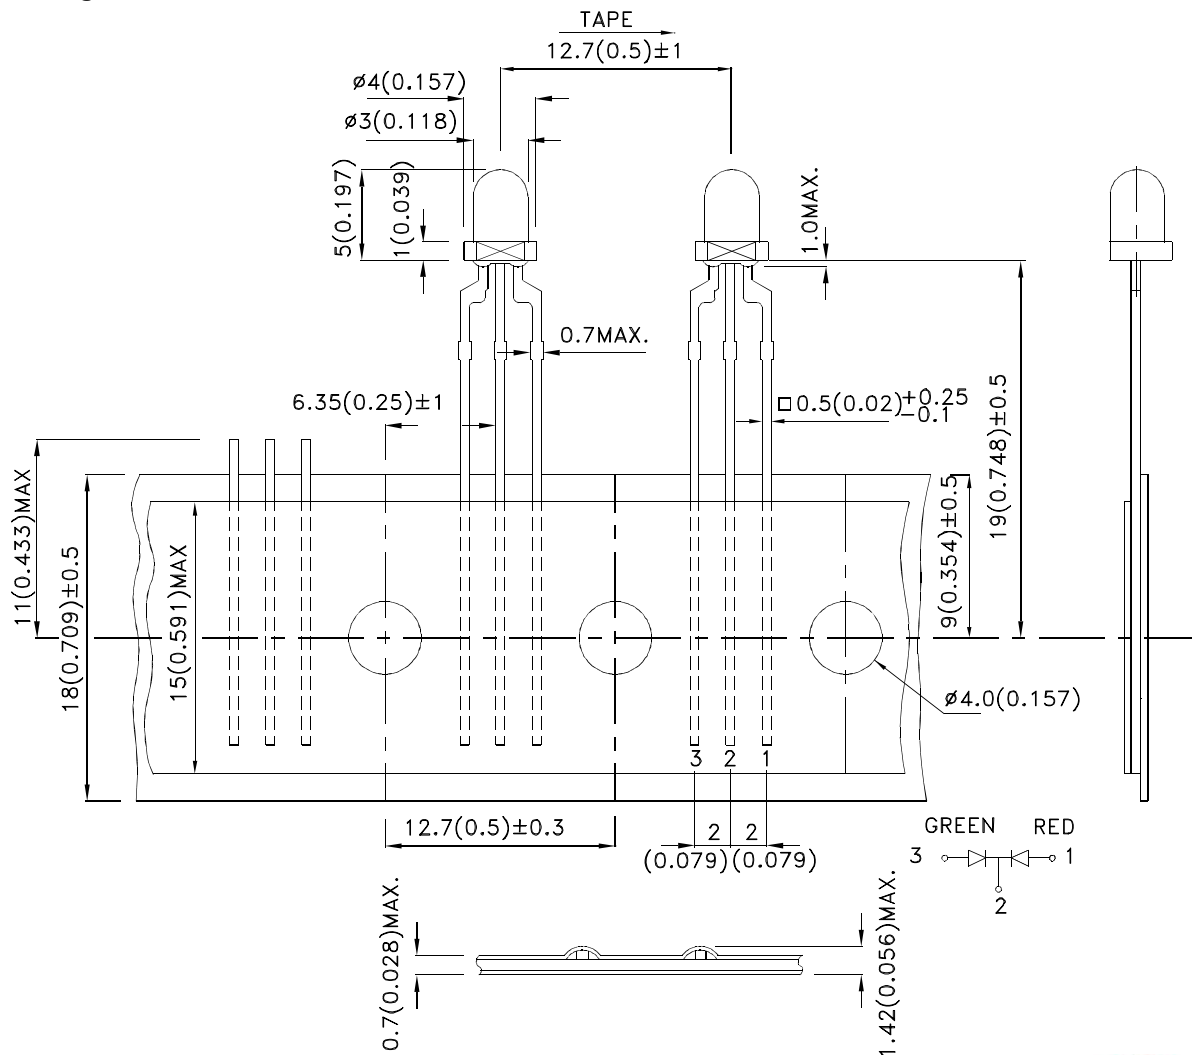 TAPE
12.7(0.5)±1
ø4(0.157)
ø3(0.118)
5(0.197)
1(0.039)
1.0MAX.
0.7MAX.
6.35(0.25)±1
□0.5(0.02)+0.25
−0.1
11(0.433)MAX
18(0.709)±0.5
15(0.591)MAX
9(0.354)±0.5
19(0.748)±0.5
ø4.0(0.157)
3 2 1
12.7(0.5)±0.3
2 2
(0.079)(0.079)
GREEN RED
3 1
2
0.7(0.028)MAX.
1.42(0.056)MAX.